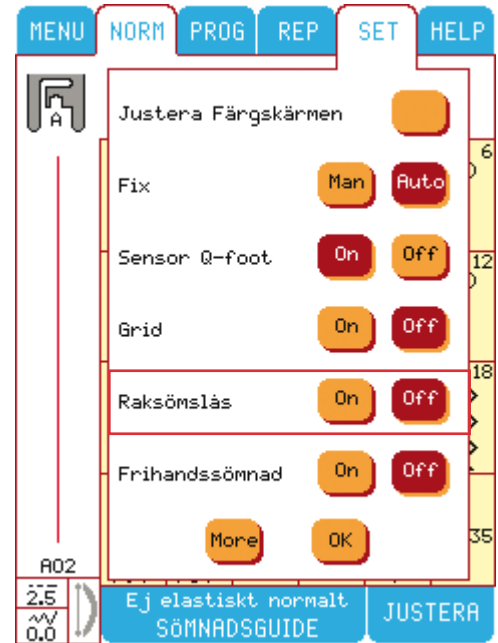 MENU NORM PROG REP SET HELP
A
Justera Färgskärmen
6
Fix Man Auto
Sensor Q-foot On Off
12
Grid On Off
18
Raksömslås On Off
Frihandssömnad On Off
More OK
35
A02
2.5
0.0
Ej elastiskt normalt
SöMNADSGUIDE
JUSTERA